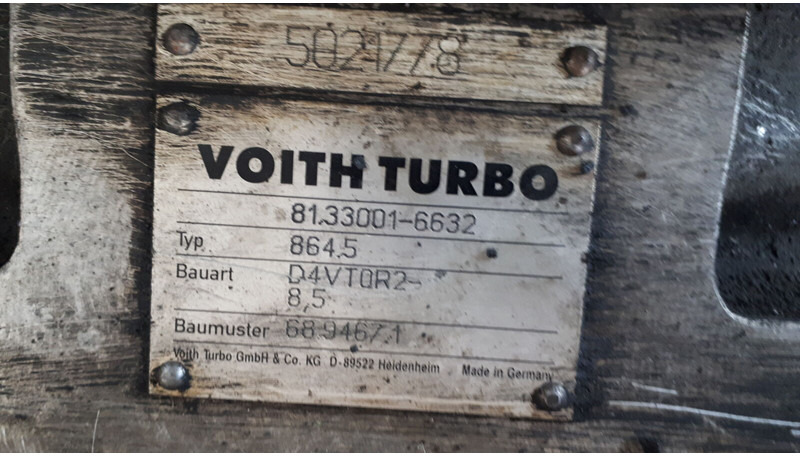 5021778
VOITH TURBO
81.33001-6632
Typ 864.5
Bauart D4VTOR2-
8,5
Baumuster 68.9467.1
Voith Turbo GmbH & Co. KG D-89522 Heidenheim Made in Germany